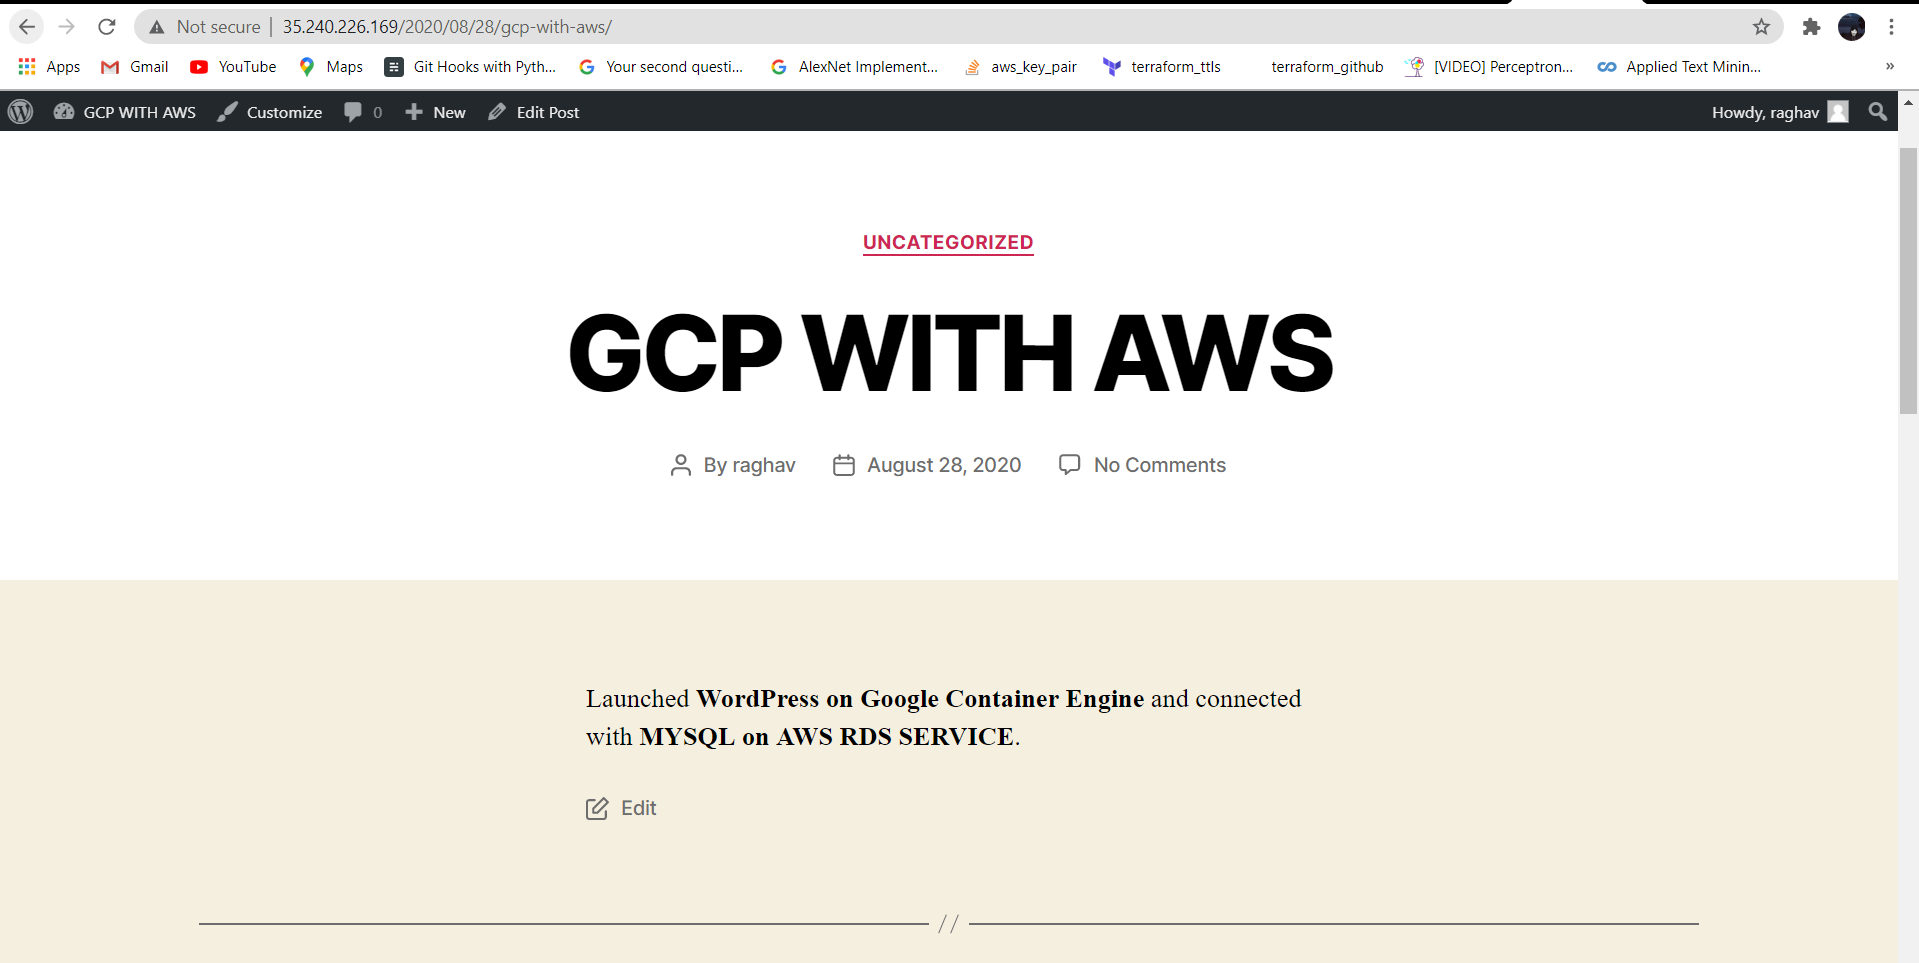 Not secure | 35.240.226.169/2020/08/28/gcp-with-aws/
Apps Gmail YouTube Maps Git Hooks with Pyth... Your second questi... AlexNet Implement... aws_key_pair terraform_ttls terraform_github [VIDEO] Perceptron... Applied Text Minin... »
GCP WITH AWS Customize 0 New Edit Post Howdy, raghav
UNCATEGORIZED
GCP WITH AWS
By raghav August 28, 2020 No Comments
Launched WordPress on Google Container Engine and connected
with MYSQL on AWS RDS SERVICE.
Edit
//